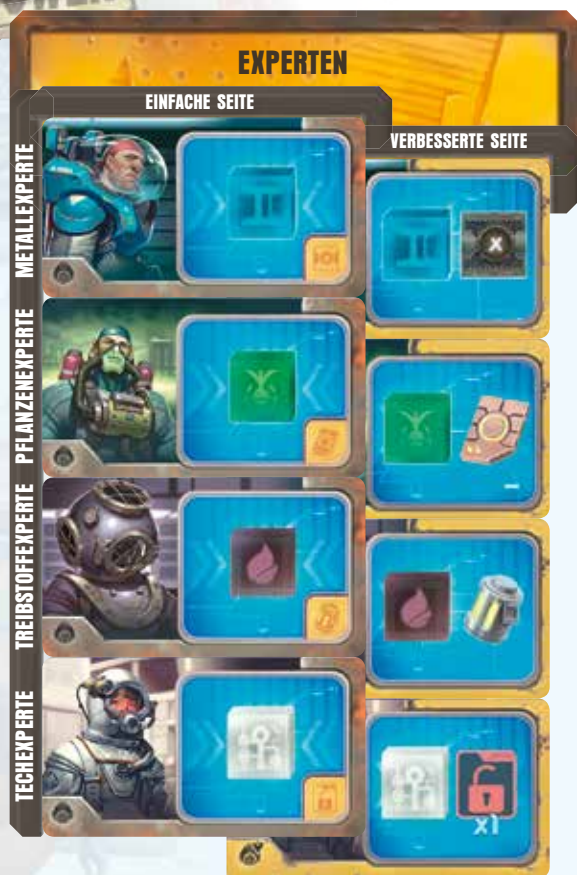 EXPERTEN
EINFACHE SEITE
VERBESSERTE SEITE
METALLEXPERTE
X
PFLANZENEXPERTE
TREIBSTOFFEXPERTE
TECHEXPERTE
X1